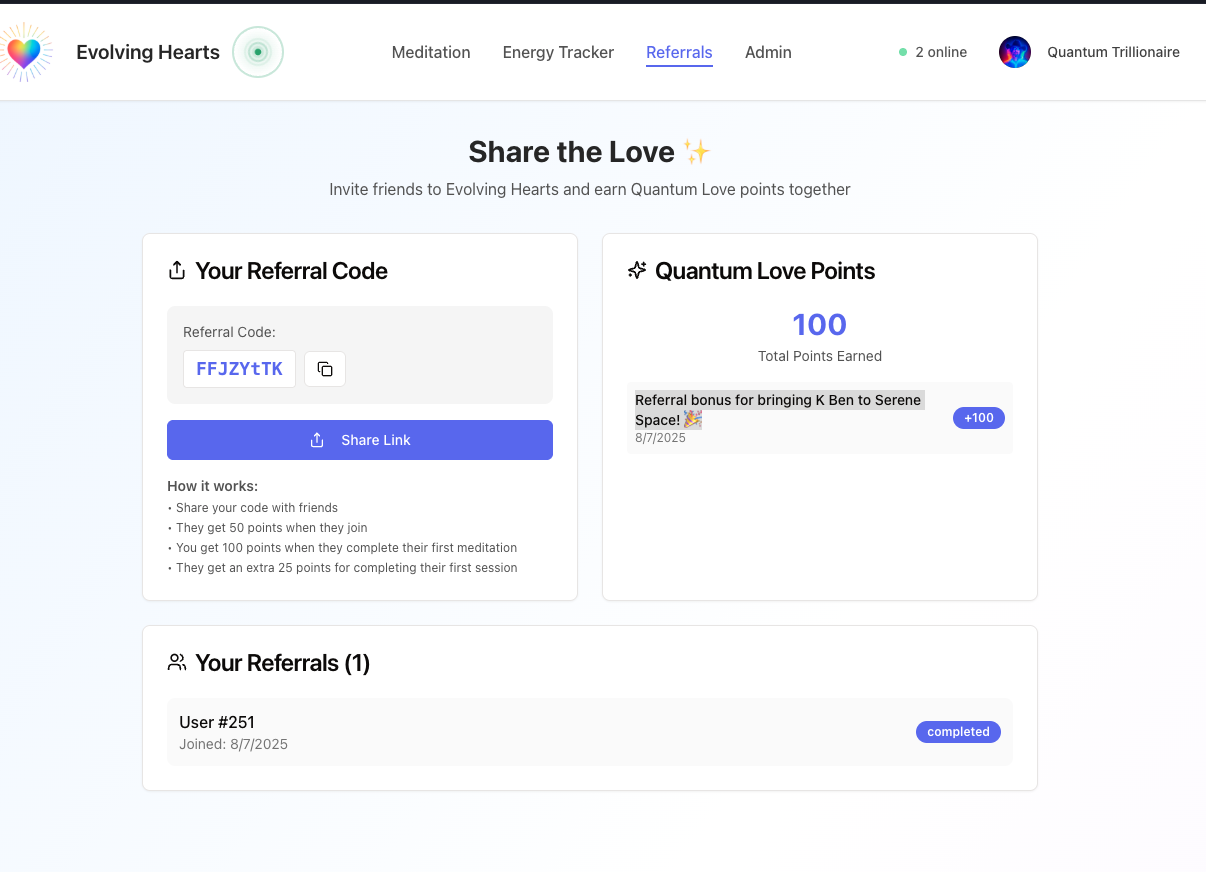 Evolving Hearts
Meditation
Energy Tracker
Referrals
Admin
2 online
Quantum Trillionaire
Share the Love ✨
Invite friends to Evolving Hearts and earn Quantum Love points together
Your Referral Code
Referral Code:
FFJZYtTK
Share Link
How it works:
• Share your code with friends
• They get 50 points when they join
• You get 100 points when they complete their first meditation
• They get an extra 25 points for completing their first session
Quantum Love Points
100
Total Points Earned
Referral bonus for bringing K Ben to Serene
Space! 🎉
8/7/2025
+100
Your Referrals (1)
User #251
Joined: 8/7/2025
completed